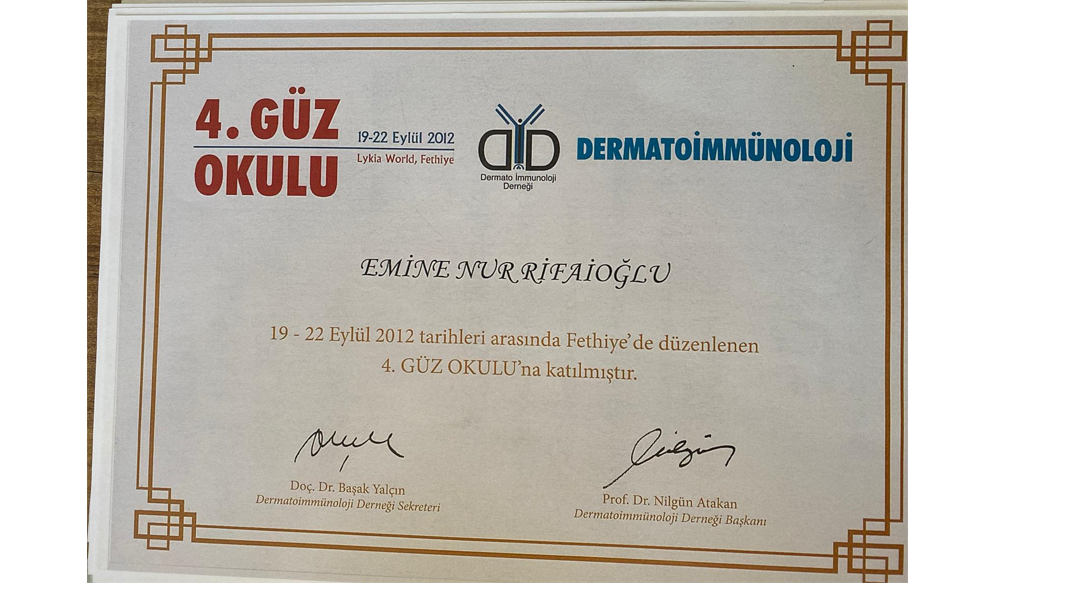 4. GÜZ
OKULU
19-22 Eylül 2012
Lykia World, Fethiye
DID
Dermato İmmunoloji
Derneği
DERMATOİMMÜNOLOJİ
EMİNE NUR RİFAİOĞLU
19 - 22 Eylül 2012 tarihleri arasında Fethiye'de düzenlenen
4. GÜZ OKULU'na katılmıştır.
Doç. Dr. Başak Yalçın
Dermatoimmünoloji Derneği Sekreteri
Nilgün
Prof. Dr. Nilgün Atakan
Dermatoimmünoloji Derneği Başkanı